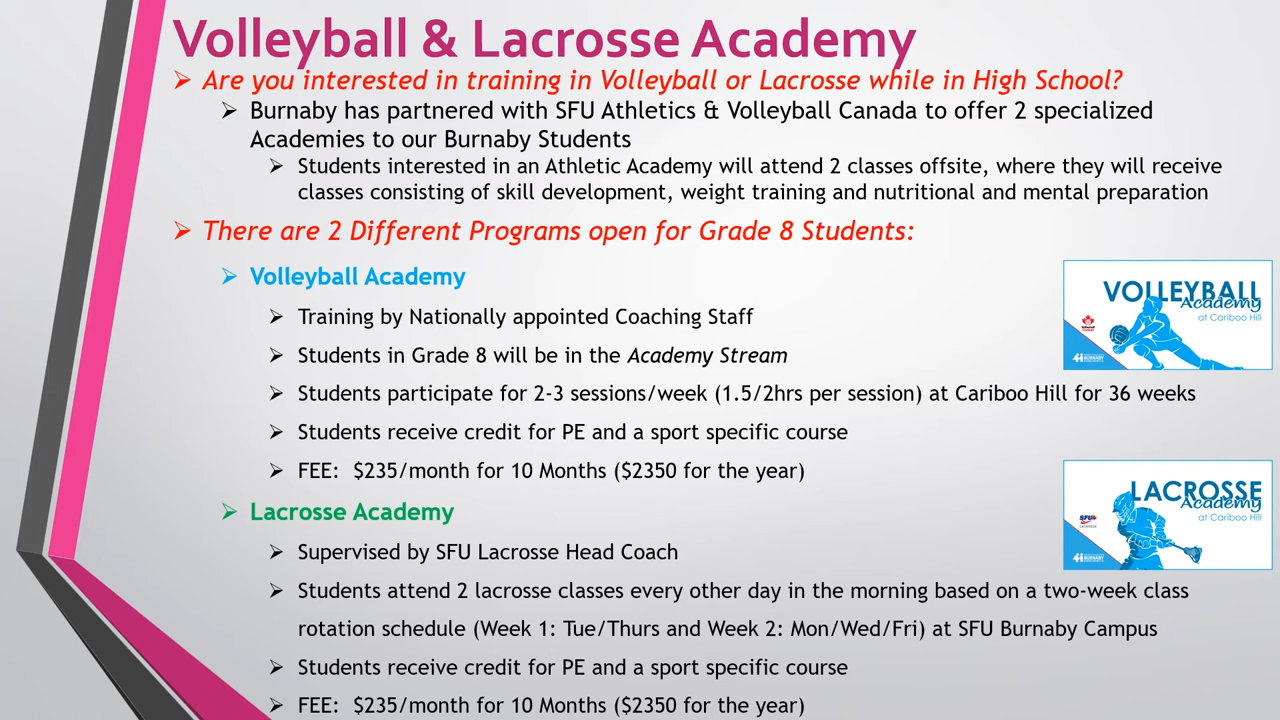 Volleyball & Lacrosse Academy
Are you interested in training in Volleyball or Lacrosse while in High School?
Burnaby has partnered with SFU Athletics & Volleyball Canada to offer 2 specialized
Academies to our Burnaby Students
Students interested in an Athletic Academy will attend 2 classes offsite, where they will receive
classes consisting of skill development, weight training and nutritional and mental preparation
There are 2 Different Programs open for Grade 8 Students:
Volleyball Academy
Training by Nationally appointed Coaching Staff
Students in Grade 8 will be in the Academy Stream
Students participate for 2-3 sessions/week (1.5/2hrs per session) at Cariboo Hill for 36 weeks
Students receive credit for PE and a sport specific course
FEE: $235/month for 10 Months ($2350 for the year)
VOLLEYBALL
Academy
at Cariboo Hill
BURNABY
Lacrosse Academy
Supervised by SFU Lacrosse Head Coach
Students attend 2 lacrosse classes every other day in the morning based on a two-week class
rotation schedule (Week 1: Tue/Thurs and Week 2: Mon/Wed/Fri) at SFU Burnaby Campus
Students receive credit for PE and a sport specific course
FEE: $235/month for 10 Months ($2350 for the year)
LACROSSE
Academy
at Cariboo Hill
SFU
LACROSSE
BURNABY